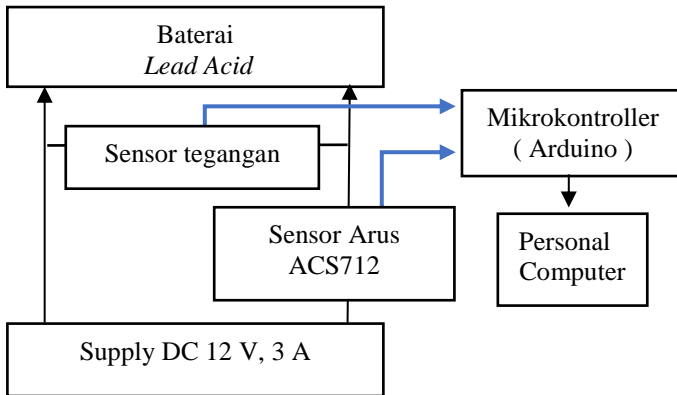 Baterai
Lead Acid
Sensor tegangan
Mikrokontroller
( Arduino )
Sensor Arus
ACS712
Personal
Computer
Supply DC 12 V, 3 A